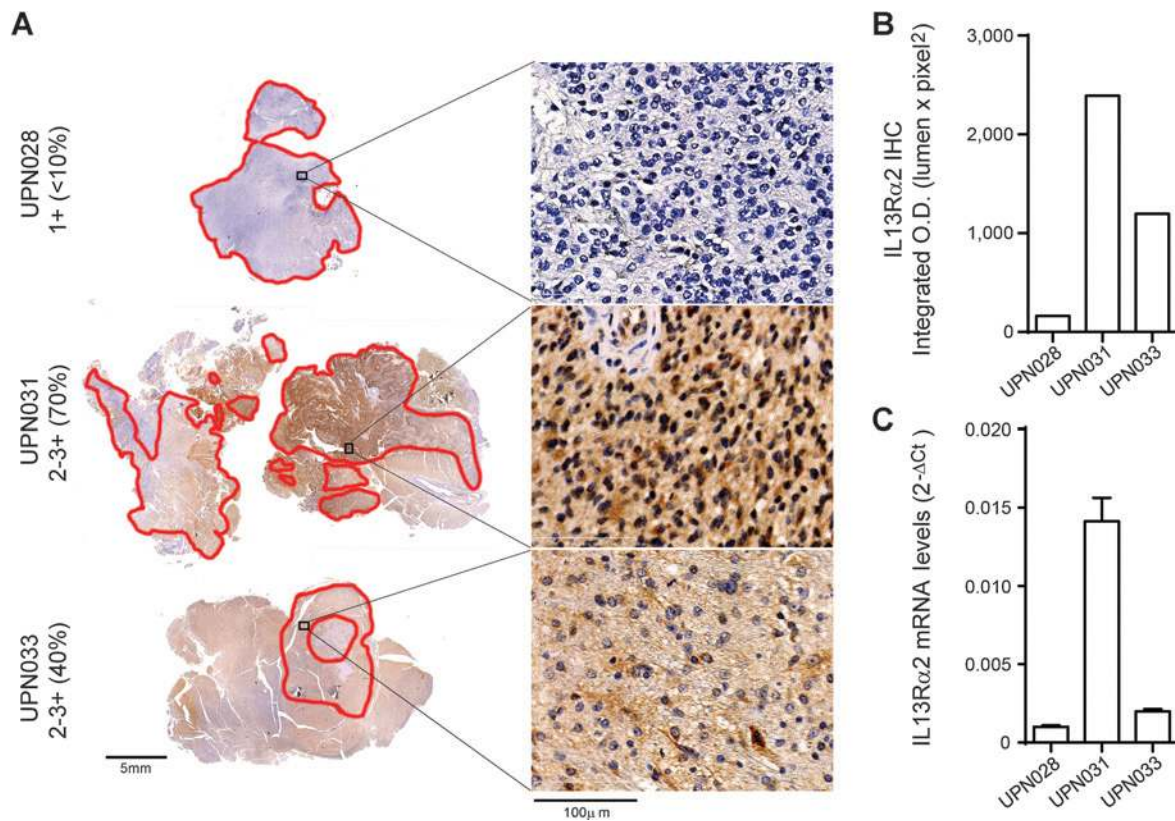 A
UPN028
1+ (<10%)
UPN031
2-3+ (70%)
UPN033
2-3+ (40%)
5mm
100μ m
B
IL13Rα2 IHC
Integrated O.D. (lumen x pixel²)
3,000
2,000
1,000
0
UPN028
UPN031
UPN033
C
IL13Rα2 mRNA levels (2-ΔCt)
0.020
0.015
0.010
0.005
0
UPN028
UPN031
UPN033